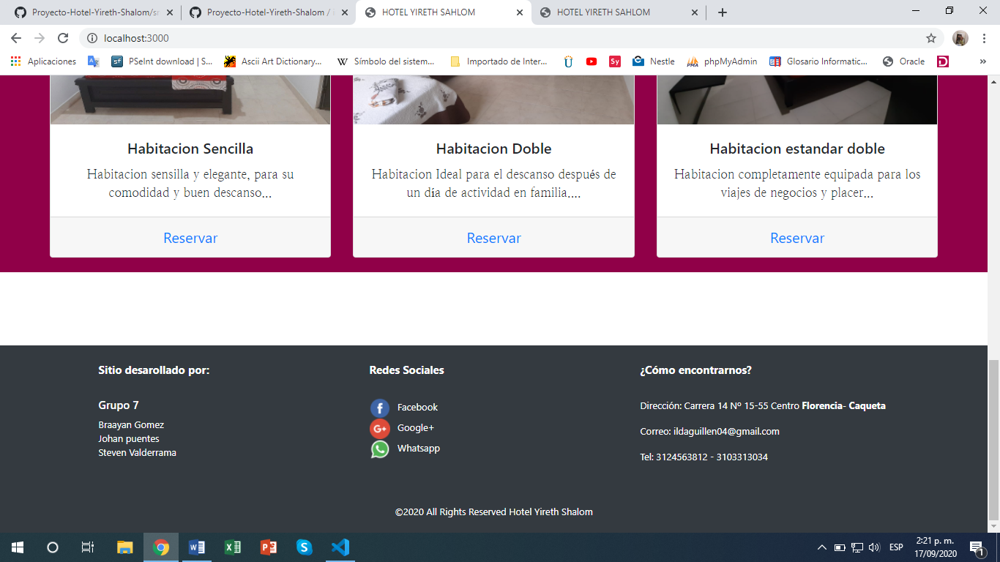 Proyecto-Hotel-Yireth-Shalom/sr
Proyecto-Hotel-Yireth-Shalom /
HOTEL YIRETH SAHLOM
HOTEL YIRETH SAHLOM
localhost:3000
Aplicaciones
PSeInt download | S...
Ascii Art Dictionary...
Símbolo del sistem...
Importado de Inter...
Nestle
phpMyAdmin
Glosario Informatic...
Oracle
»
Habitacion Sencilla
Habitacion sensilla y elegante, para su
comodidad y buen descanso...
Reservar
Habitacion Doble
Habitacion Ideal para el descanso después de
un día de actividad en familia....
Reservar
Habitacion estandar doble
Habitacion completamente equipada para los
viajes de negocios y placer...
Reservar
Sitio desarollado por:
Grupo 7
Braayan Gomez
Johan puentes
Steven Valderrama
Redes Sociales
Facebook
Google+
Whatsapp
¿Cómo encontrarnos?
Dirección: Carrera 14 Nº 15-55 Centro Florencia- Caqueta
Correo: ildaguillen04@gmail.com
Tel: 3124563812 - 3103313034
©2020 All Rights Reserved Hotel Yireth Shalom
ESP
2:21 p. m.
17/09/2020
1